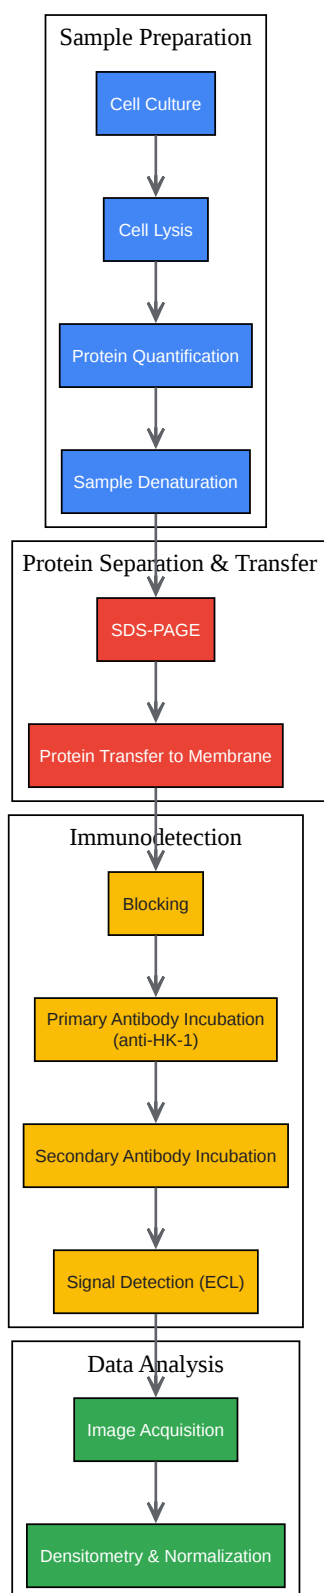 Sample Preparation
Cell Culture
Cell Lysis
Protein Quantification
Sample Denaturation
Protein Separation & Transfer
SDS-PAGE
Protein Transfer to Membrane
Immunodetection
Blocking
Primary Antibody Incubation
(anti-HK-1)
Secondary Antibody Incubation
Signal Detection (ECL)
Data Analysis
Image Acquisition
Densitometry & Normalization